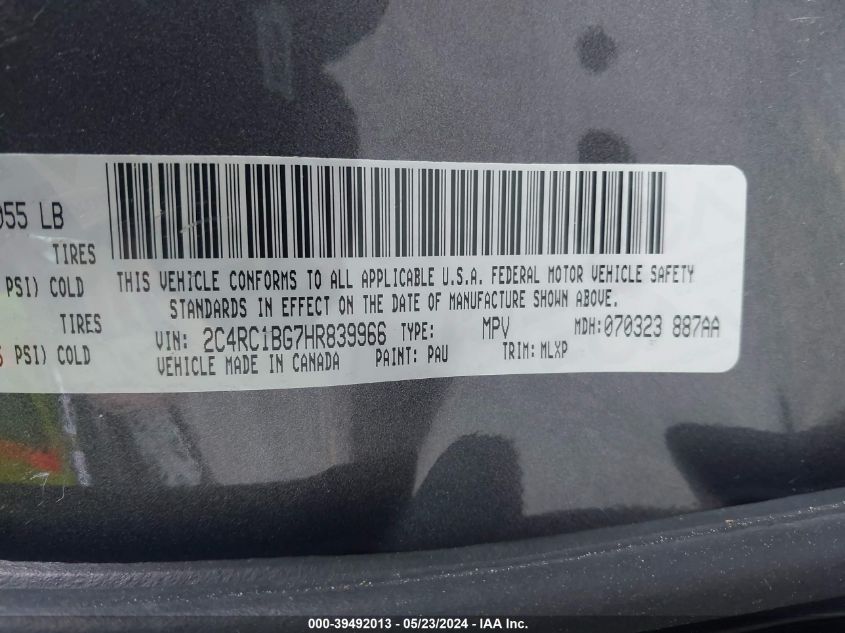 055 LB
TIRES
PSI) COLD
TIRES
PSI) COLD
THIS VEHICLE CONFORMS TO ALL APPLICABLE U.S.A. FEDERAL MOTOR VEHICLE SAFETY
STANDARDS IN EFFECT ON THE DATE OF MANUFACTURE SHOWN ABOVE.
VIN: 2C4RC1BG7HR839966 TYPE: MPV MDH: 070323 887AA
VEHICLE MADE IN CANADA PAINT: PAU TRIM: MLXP
000-39492013 - 05/23/2024 - IAA Inc.